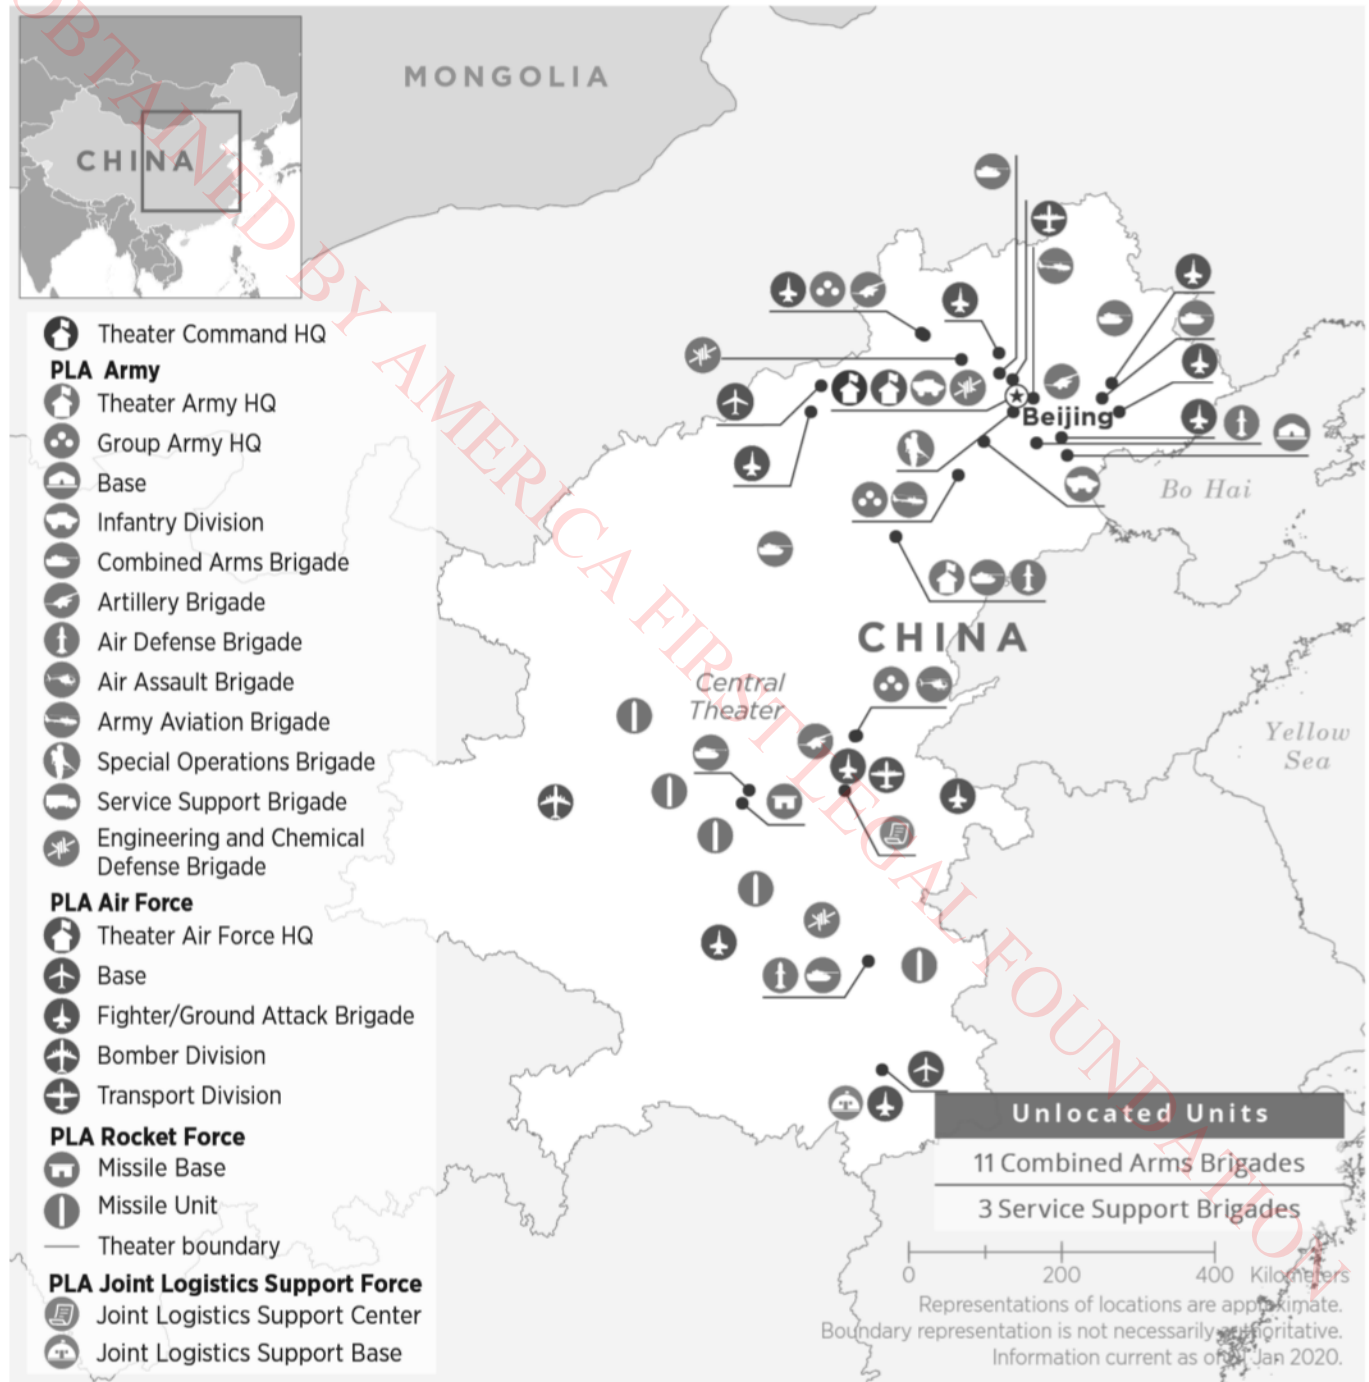 MONGOLIA
CHINA
Theater Command HQ
PLA Army
Theater Army HQ
Group Army HQ
Base
Infantry Division
Combined Arms Brigade
Artillery Brigade
Air Defense Brigade
Air Assault Brigade
Army Aviation Brigade
Special Operations Brigade
Service Support Brigade
Engineering and Chemical
Defense Brigade
PLA Air Force
Theater Air Force HQ
Base
Fighter/Ground Attack Brigade
Bomber Division
Transport Division
PLA Rocket Force
Missile Base
Missile Unit
Theater boundary
PLA Joint Logistics Support Force
Joint Logistics Support Center
Joint Logistics Support Base
Beijing
Bo Hai
CHINA
Central
Theater
Yellow
Sea
Unlocated Units
11 Combined Arms Brigades
3 Service Support Brigades
0 200 400 Kilometers
Representations of locations are approximate.
Boundary representation is not necessarily authoritative.
Information current as of Jan 2020.
OBTAINED BY AMERICA FIRST LEGAL FOUNDATION